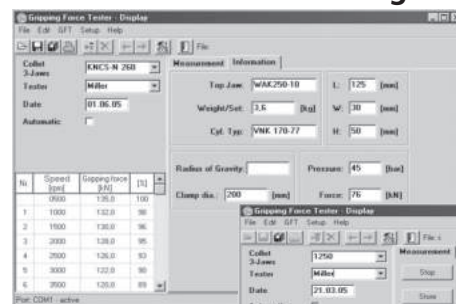 Gripping Force Tester - Display
File Edit GFT Setup Help
File:
Collet
3-Jaws
KNCS-N 260
Tester
Miller
Date
01.06.05
Automatic
Measurement Information
Top Jaw: WAK250-10
L: 125 [mm]
Weight/Set: 3,6 [kg]
W: 30 [mm]
Cyl. Typ: VNK 170-77
H: 50 [mm]
Radius of Gravity:
Pressure: 45 [bar]
Clamp dia.: 200 [mm]
Force: 76 [kN]
Nr. Speed [rpm] Gripping force [kN] [%]
0500 135,0 100
1 1000 132,0 98
2 1500 130,0 96
3 2000 128,0 95
4 2500 126,0 93
5 3000 122,0 90
6 3500 120,0 89
Port: COM1 - active
Gripping Force Tester - Display
File Edit GFT Setup Help
Collet
3-Jaws
1250
Tester
Miller
Date
21.03.05
Measurement
Stop
Store